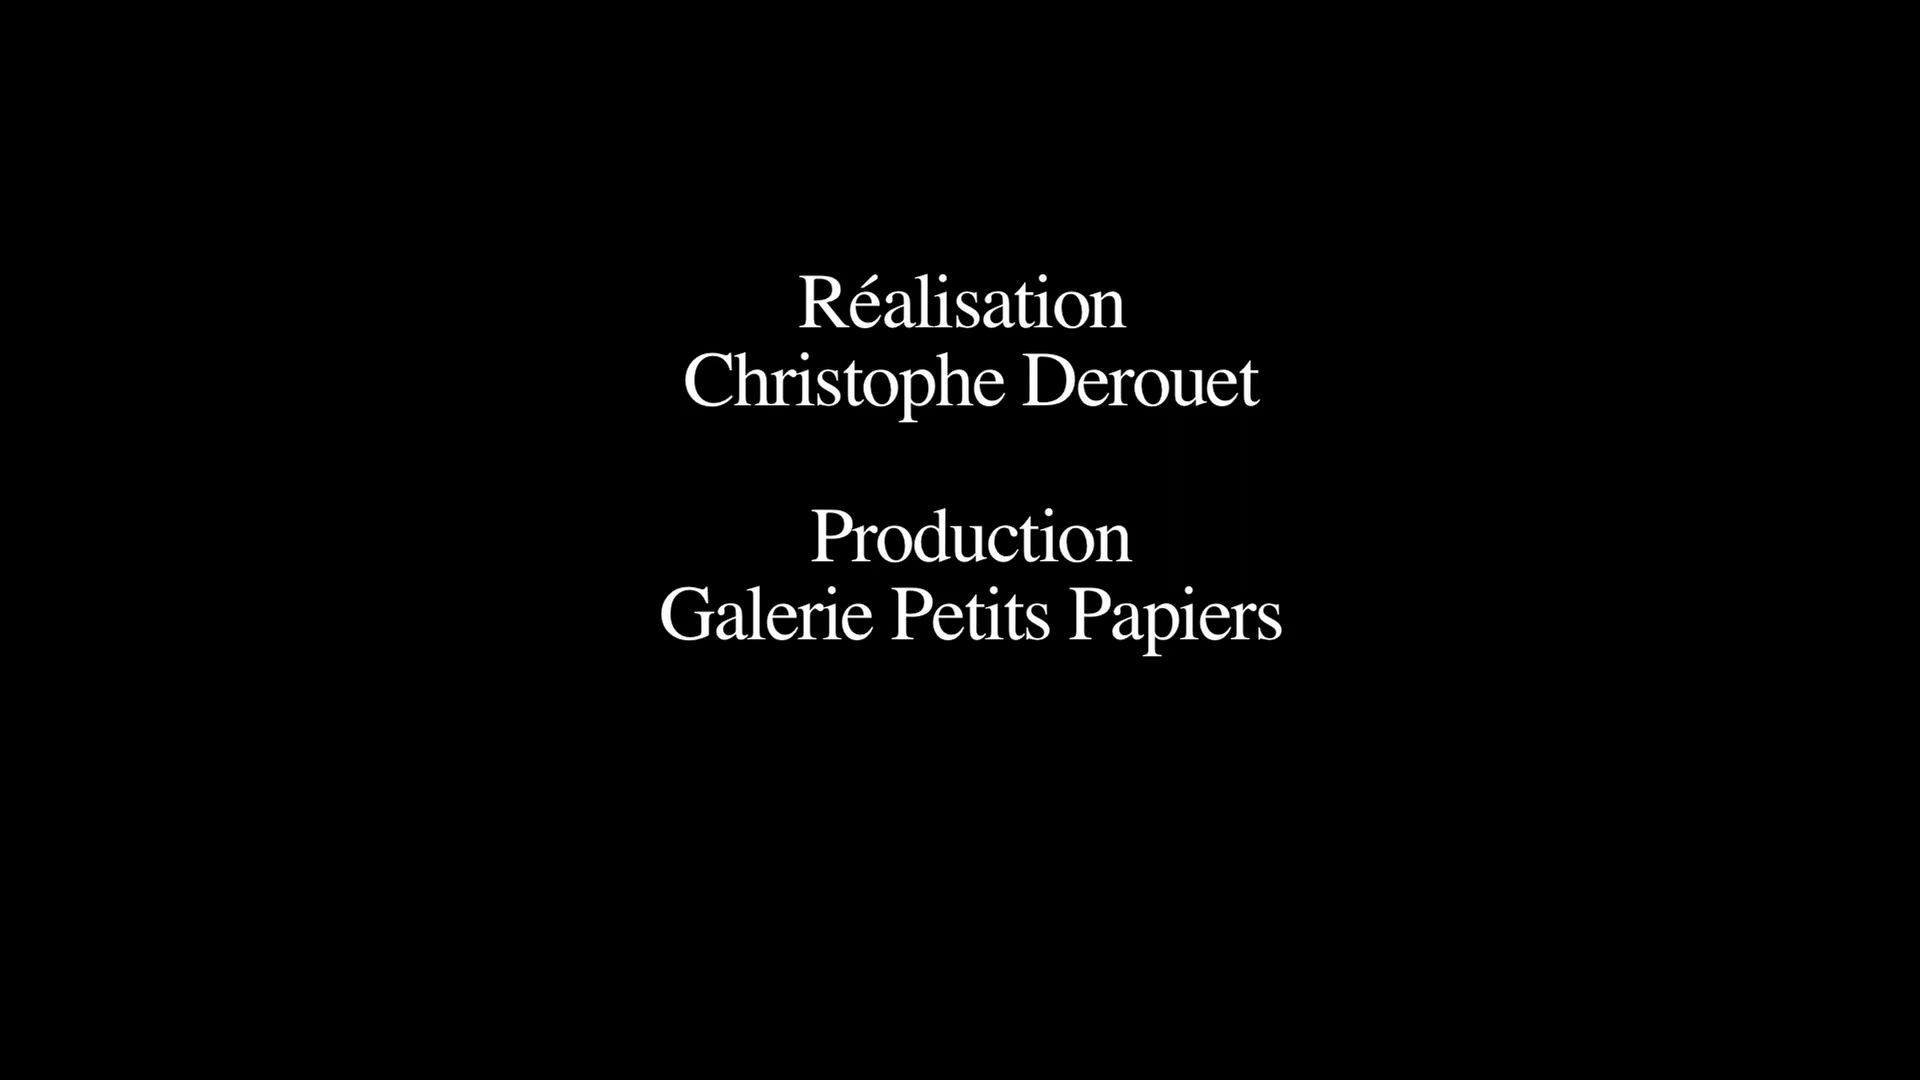 Réalisation
Christophe Derouet
Production
Galerie Petits Papiers